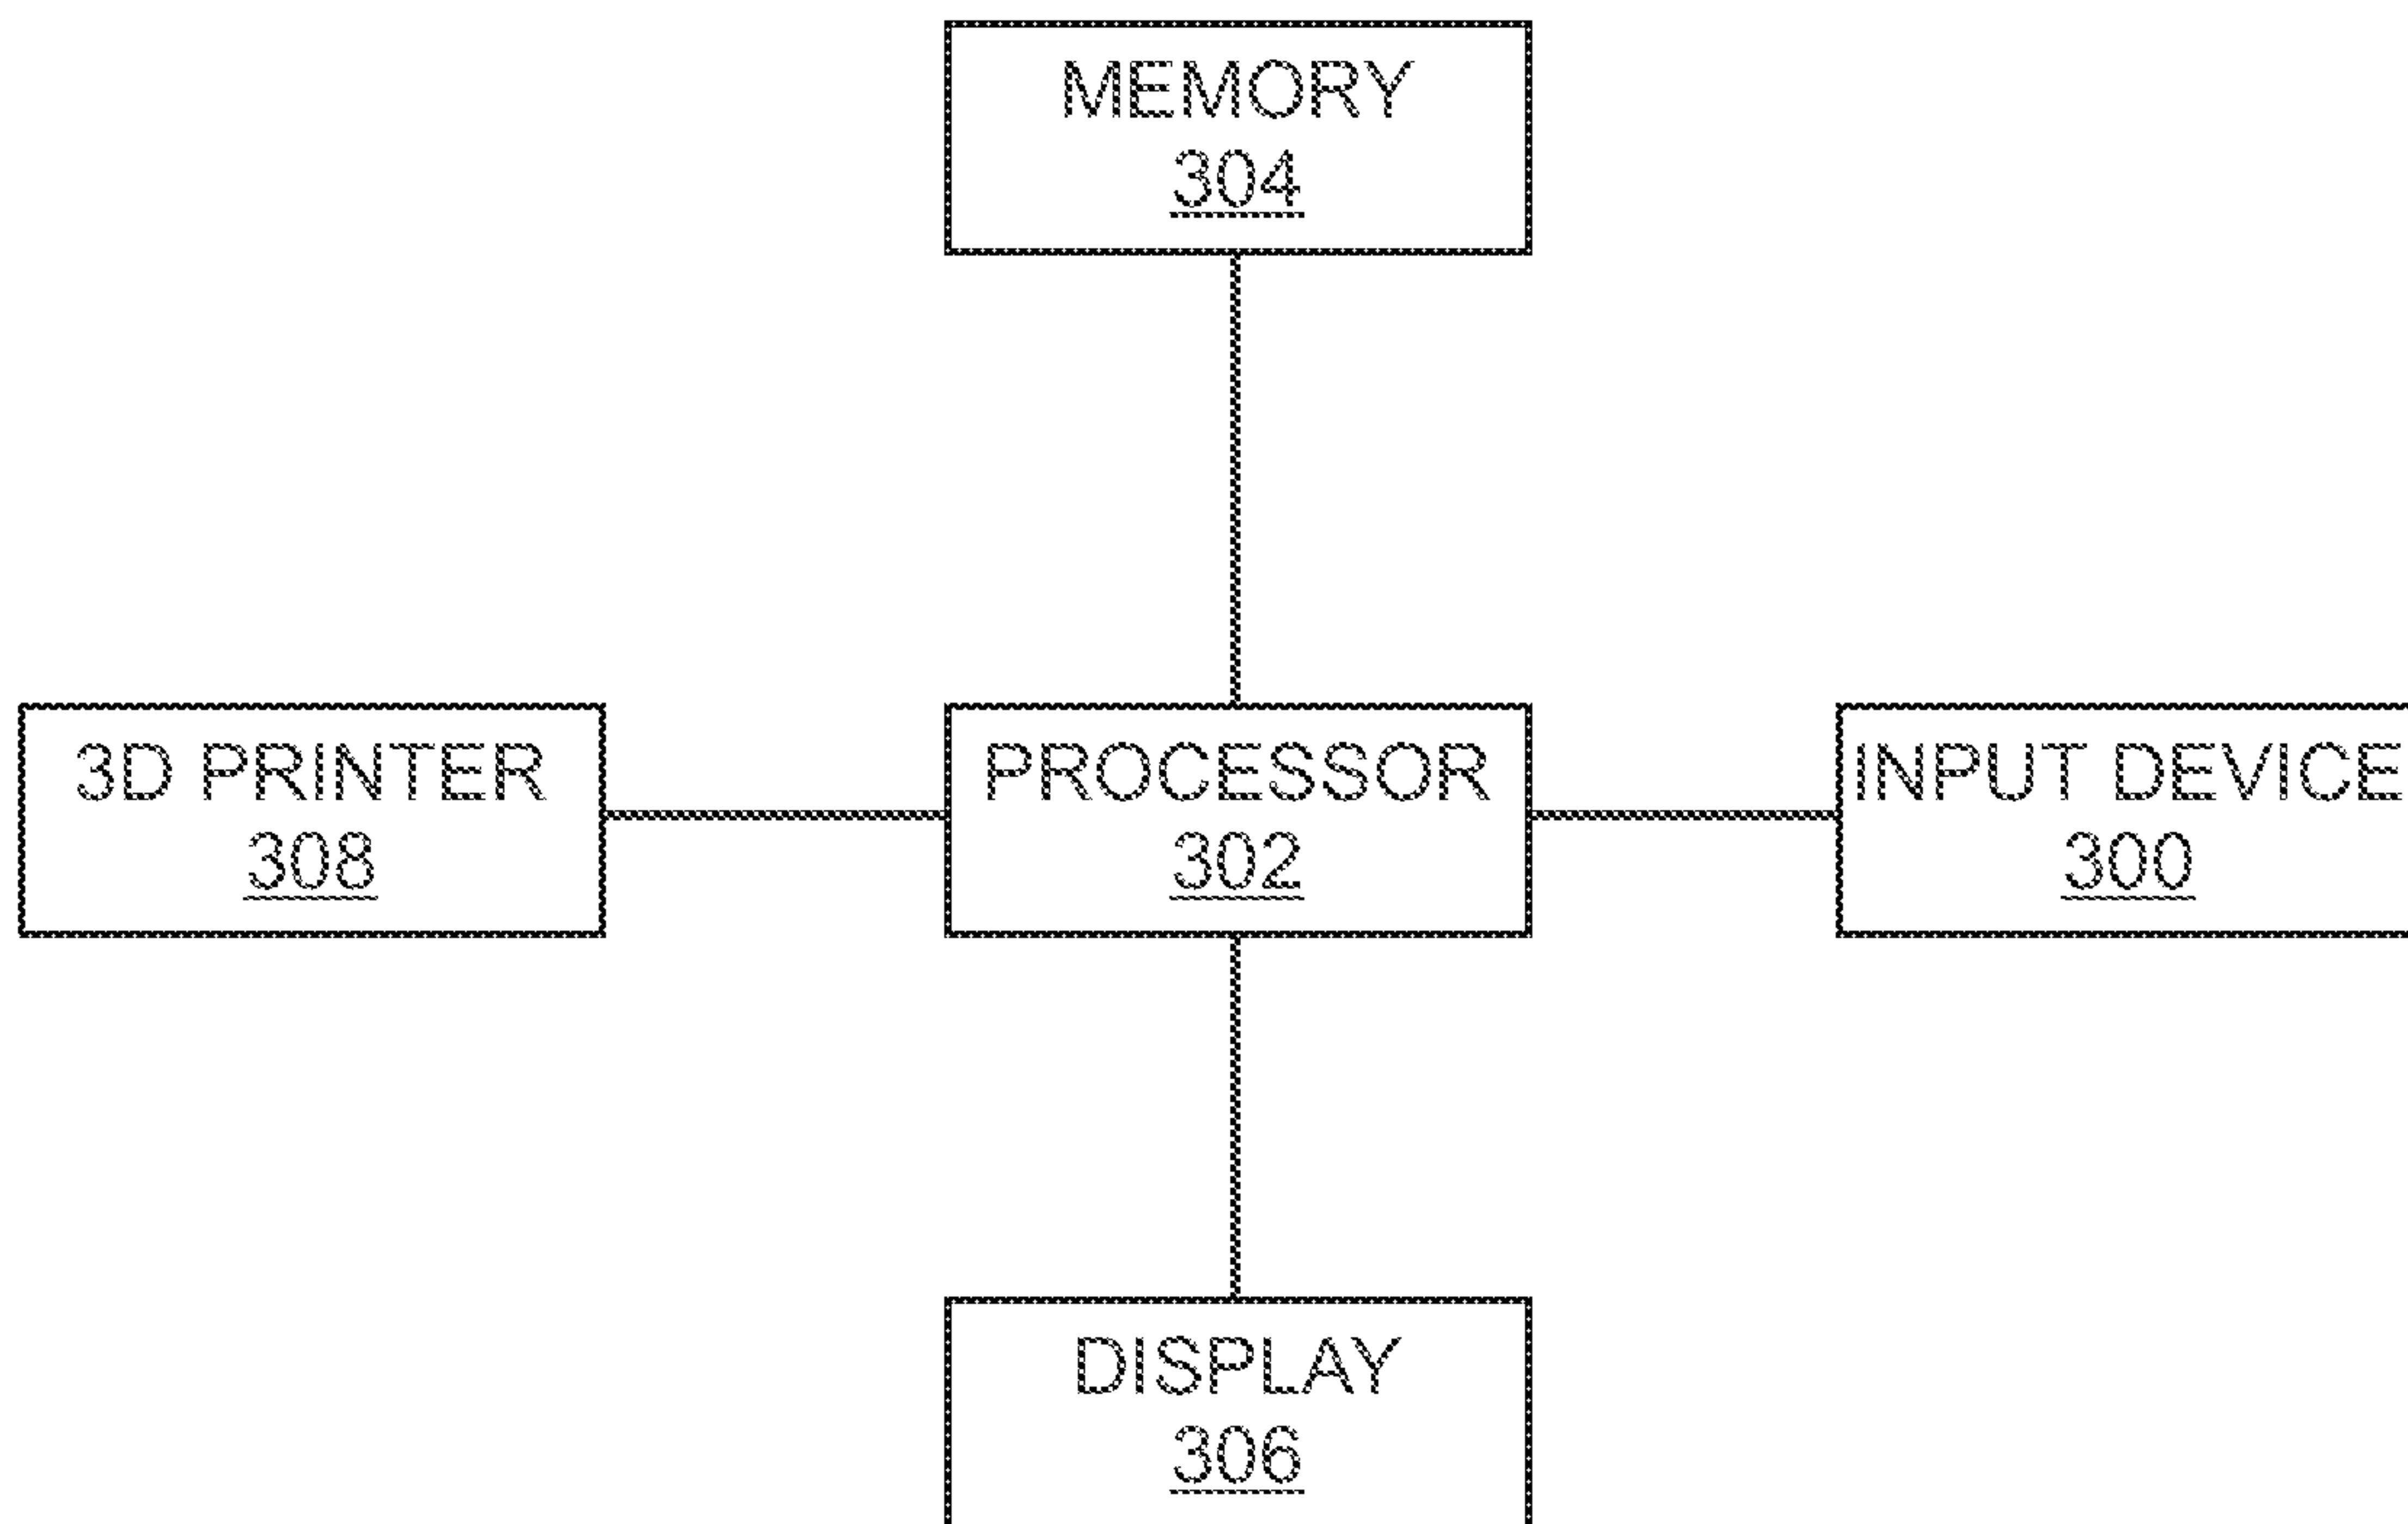 MEMORY
304
3D PRINTER
308
PROCESSOR
302
INPUT DEVICE
300
DISPLAY
306